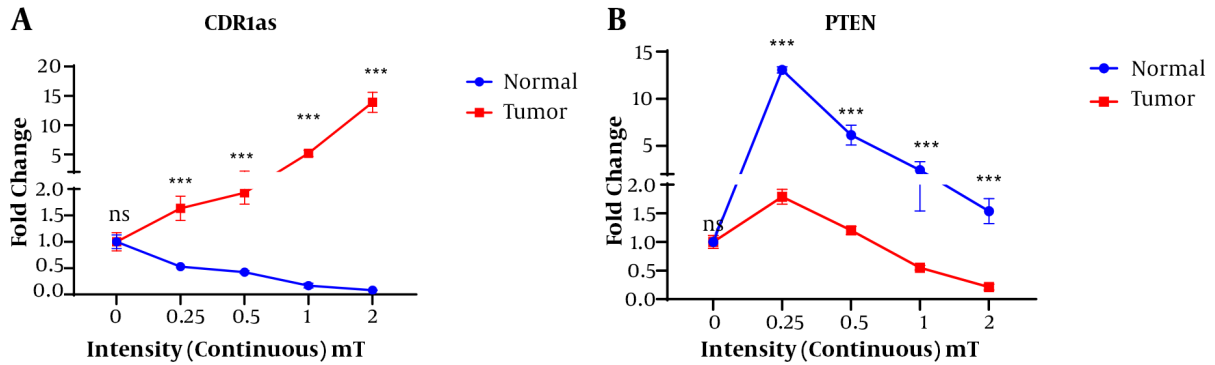 A
CDR1as
20
15
10
5
2.0
1.5
1.0
0.5
0.0
Fold Change
ns
***
***
***
***
0
0.25
0.5
1
2
Intensity (Continuous) mT
Normal
Tumor
B
PTEN
15
10
5
2.0
1.5
1.0
0.5
0.0
Fold Change
ns
***
***
***
***
0
0.25
0.5
1
2
Intensity (Continuous) mT
Normal
Tumor